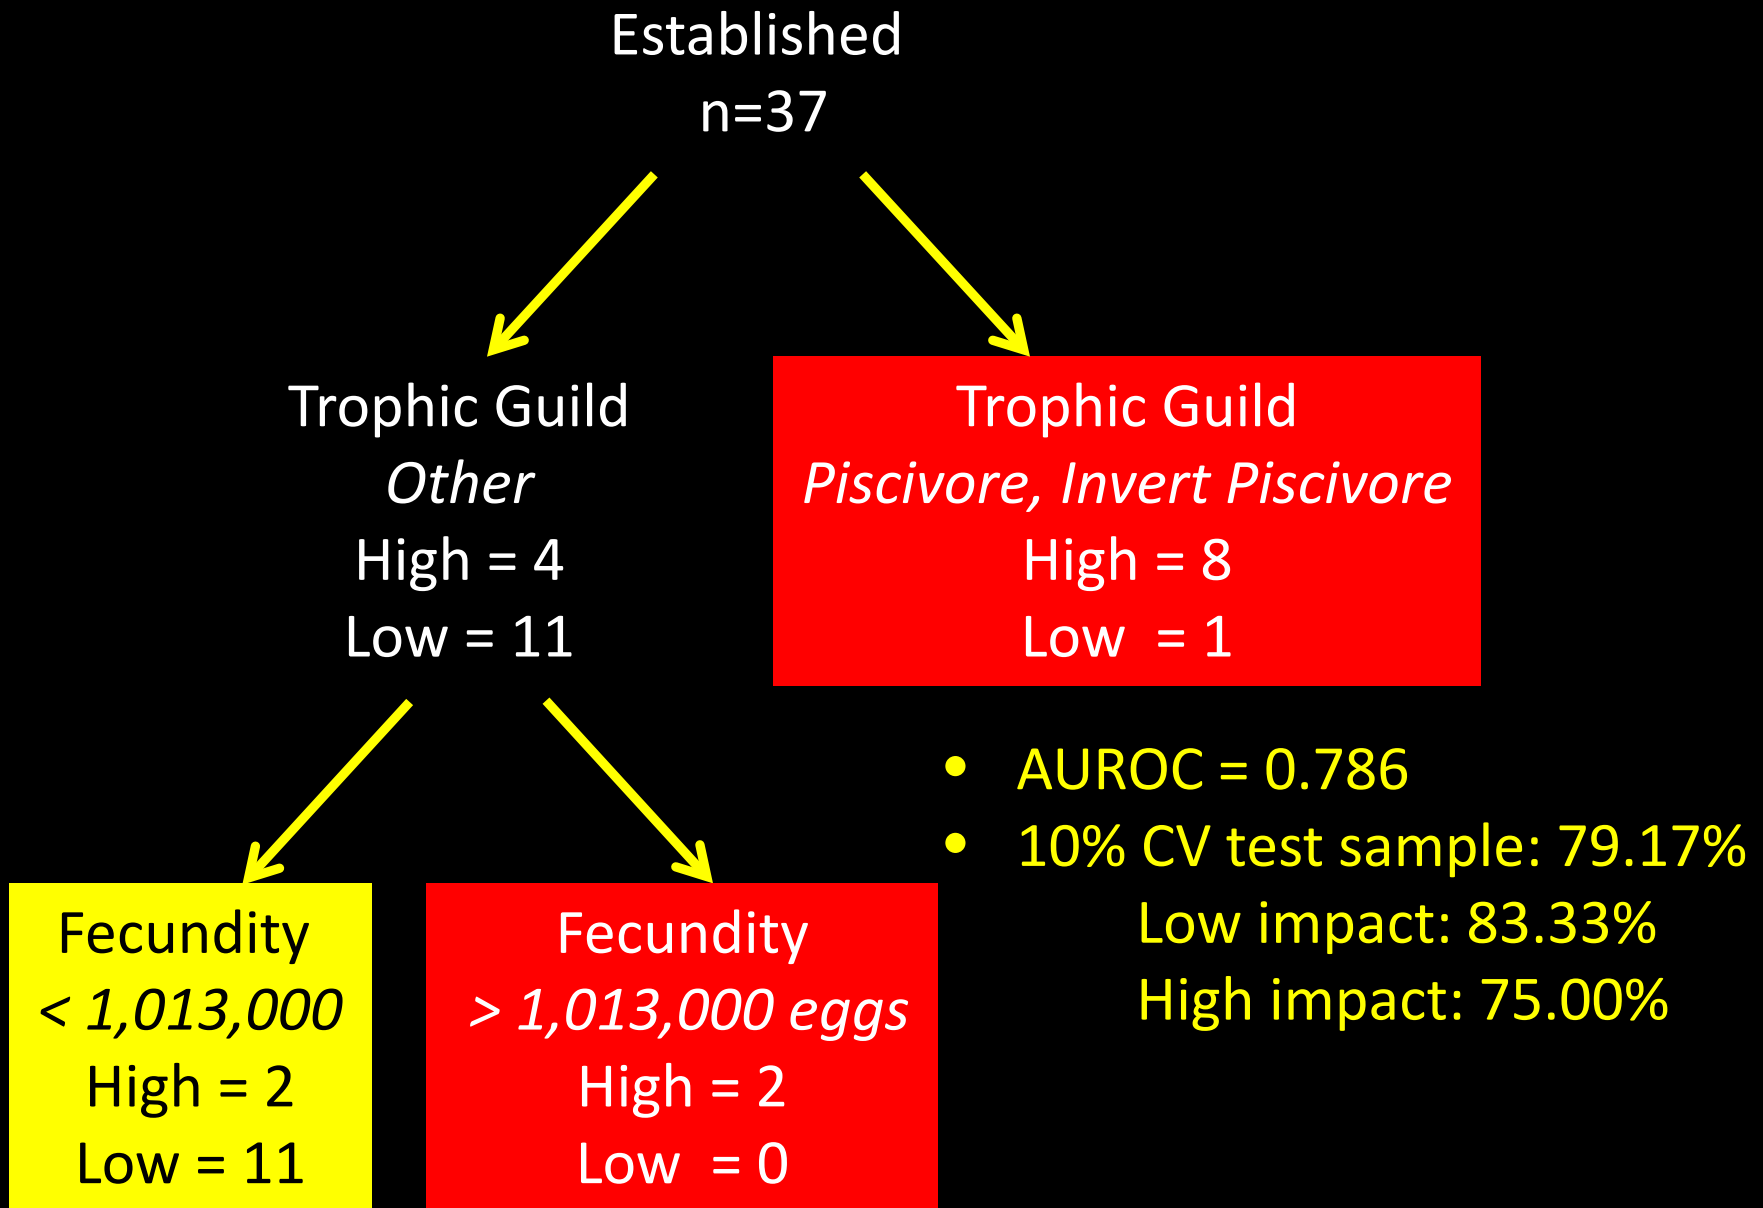 Established
n=37
Trophic Guild
Other
High = 4
Low = 11
Trophic Guild
Piscivore, Invert Piscivore
High = 8
Low = 1
Fecundity
< 1,013,000
High = 2
Low = 11
Fecundity
> 1,013,000 eggs
High = 2
Low = 0
• AUROC = 0.786
• 10% CV test sample: 79.17%
Low impact: 83.33%
High impact: 75.00%